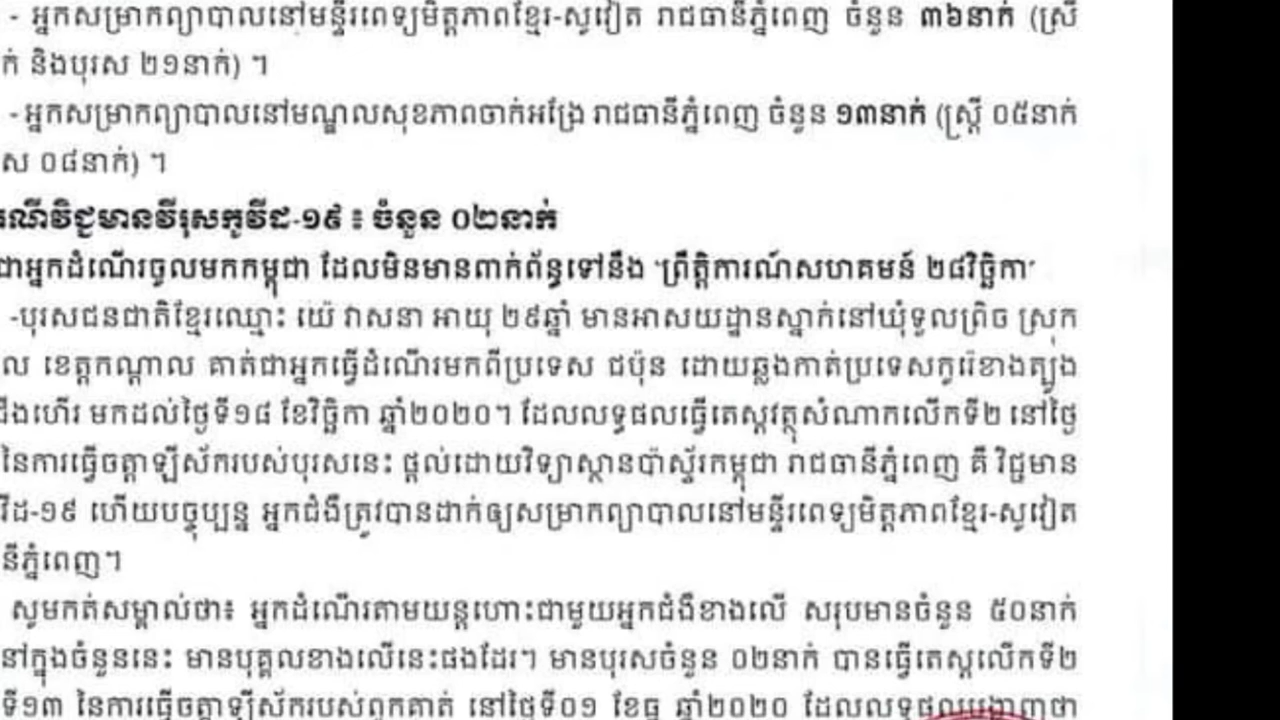 - អ្នកសម្រាកព្យាបាលនៅមន្ទីរពេទ្យមិត្តភាពខ្មែរ-សូវៀត រាជធានីភ្នំពេញ ចំនួន ៣៦នាក់ (ស្រី
ក់ និងបុរស ២១នាក់) ។
- អ្នកសម្រាកព្យាបាលនៅមណ្ឌលសុខភាពចាក់អង្រែ រាជធានីភ្នំពេញ ចំនួន ១៣នាក់ (ស្ត្រី ០៥នាក់
ស ០៨នាក់) ។
រណីវិជ្ជមានវីរុសកូវីដ-១៩ ៖ ចំនួន ០២នាក់
ជាអ្នកដំណើរចូលមកកម្ពុជា ដែលមិនមានពាក់ព័ន្ធទៅនឹង "ព្រឹត្តិការណ៍សហគមន៍ ២៨វិច្ឆិកា"
-បុរសជនជាតិខ្មែរឈ្មោះ យ៉េ វាសនា អាយុ ២៩ឆ្នាំ មានអាសយដ្ឋានស្នាក់នៅឃុំទួលព្រិច ស្រុក
ល ខេត្តកណ្តាល គាត់ជាអ្នកធ្វើដំណើរមកពីប្រទេស ជប៉ុន ដោយឆ្លងកាត់ប្រទេសកូរ៉េខាងត្បូង
ជឹងហើរ មកដល់ថ្ងៃទី១៨ ខែវិច្ឆិកា ឆ្នាំ២០២០។ ដែលលទ្ធផលធ្វើតេស្តវត្ថុសំណាកលើកទី២ នៅថ្ងៃ
នៃការធ្វើចត្តាឡីស័ករបស់បុរសនេះ ផ្តល់ដោយវិទ្យាស្ថានប៉ាស្ទ័រកម្ពុជា រាជធានីភ្នំពេញ គឺ វិជ្ជមាន
វីដ-១៩ ហើយបច្ចុប្បន្ន អ្នកជំងឺត្រូវបានដាក់ឲ្យសម្រាកព្យាបាលនៅមន្ទីរពេទ្យមិត្តភាពខ្មែរ-សូវៀត
នីភ្នំពេញ។
សូមកត់សម្គាល់ថា៖ អ្នកដំណើរតាមយន្តហោះជាមួយអ្នកជំងឺខាងលើ សរុបមានចំនួន ៥០នាក់
នៅក្នុងចំនួននេះ មានបុគ្គលខាងលើនេះផងដែរ។ មានបុរសចំនួន ០២នាក់ បានធ្វើតេស្តលើកទី២
ទី១៣ នៃការធ្វើចត្តាឡីស័ករបស់ពួកគាត់ នៅថ្ងៃទី០១ ខែធ្នូ ឆ្នាំ២០២០ ដែលលទ្ធផលបង្ហាញថា